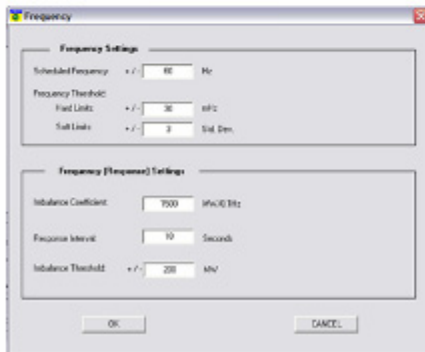 Frequency
Frequency Settings
Scheduled Frequency: +/- 60 Hz
Frequency Threshold:
Hard Limits: +/- 30 mHz
Soft Limits: +/- 3 Std. Dev.
Frequency (Response) Settings
Imbalance Coefficient: 1500 MW/0.1Hz
Response Interval: 10 Seconds
Imbalance Threshold: +/- 200 MW
OK CANCEL